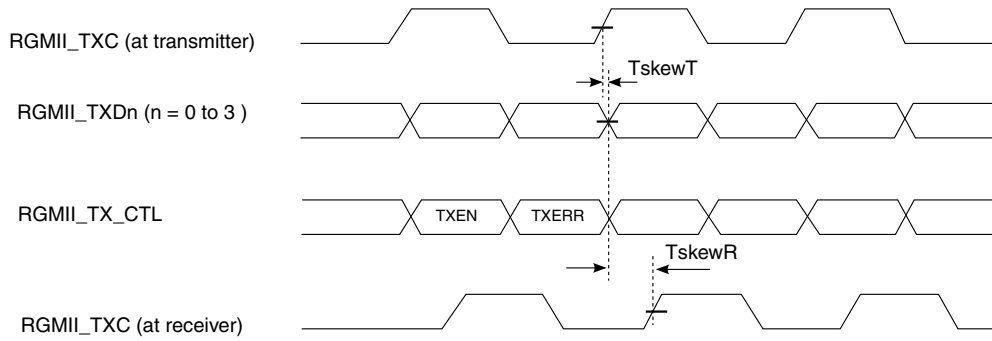 RGMII_TXC (at transmitter)
TskewT
RGMII_TXDn (n = 0 to 3 )
RGMII_TX_CTL
TXEN
TXERR
TskewR
RGMII_TXC (at receiver)